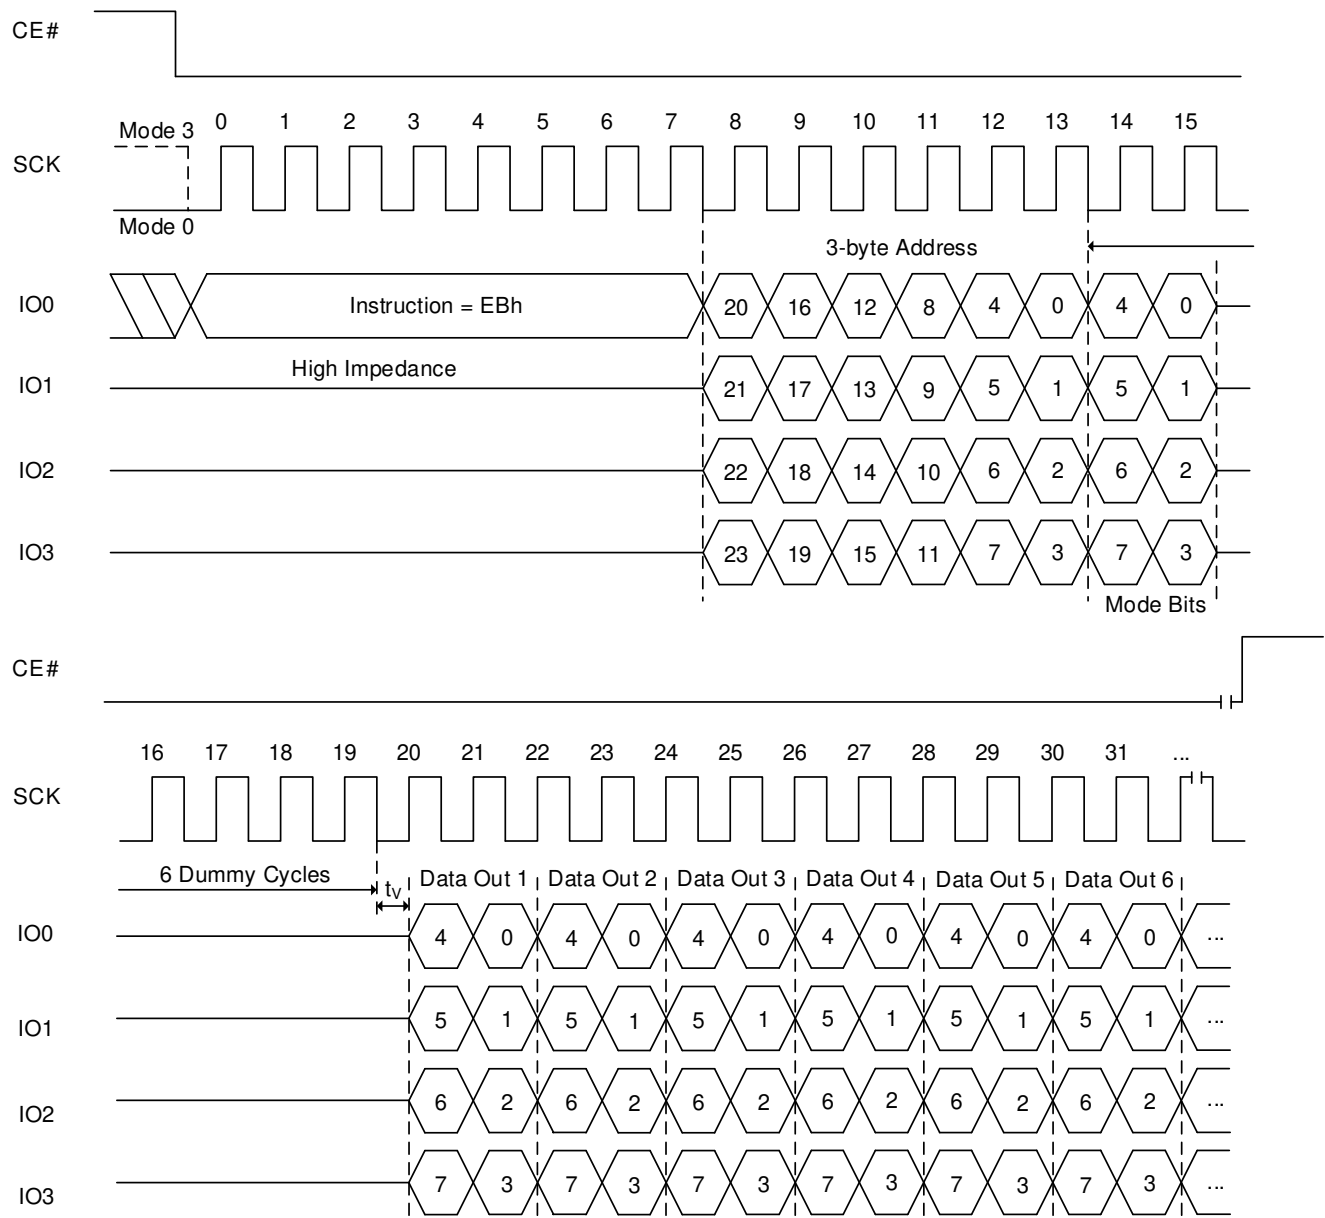 CE#
Mode 3 0 1 2 3 4 5 6 7 8 9 10 11 12 13 14 15
SCK
Mode 0
3-byte Address
IO0 Instruction = EBh 20 16 12 8 4 0 4 0
High Impedance
IO1 21 17 13 9 5 1 5 1
IO2 22 18 14 10 6 2 6 2
IO3 23 19 15 11 7 3 7 3
Mode Bits
CE#
16 17 18 19 20 21 22 23 24 25 26 27 28 29 30 31 ...
SCK
6 Dummy Cycles tV Data Out 1 Data Out 2 Data Out 3 Data Out 4 Data Out 5 Data Out 6
IO0 4 0 4 0 4 0 4 0 4 0 4 0 ...
IO1 5 1 5 1 5 1 5 1 5 1 5 1 ...
IO2 6 2 6 2 6 2 6 2 6 2 6 2 ...
IO3 7 3 7 3 7 3 7 3 7 3 7 3 ...